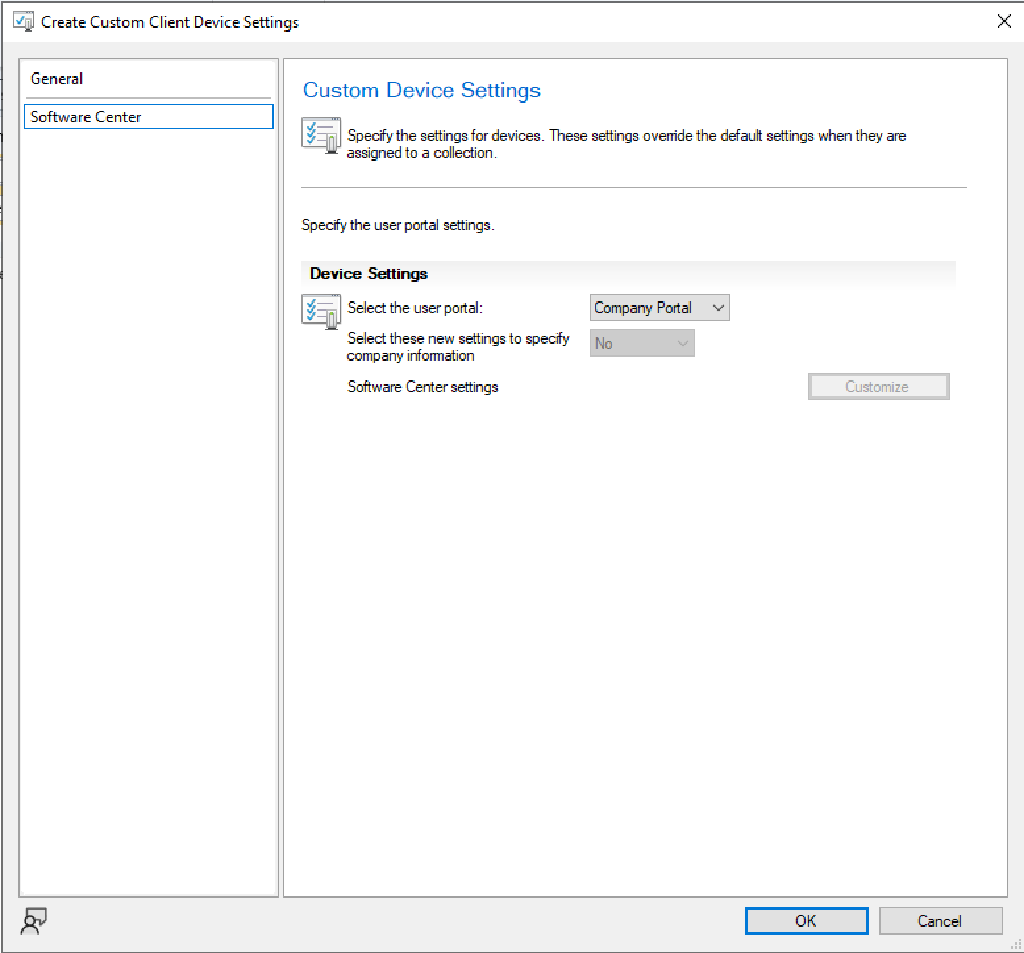 Create Custom Client Device Settings
General
Software Center
Custom Device Settings
Specify the settings for devices. These settings override the default settings when they are
assigned to a collection.
Specify the user portal settings.
Device Settings
Select the user portal:
Company Portal
Select these new settings to specify
company information
No
Software Center settings
Customize
OK
Cancel